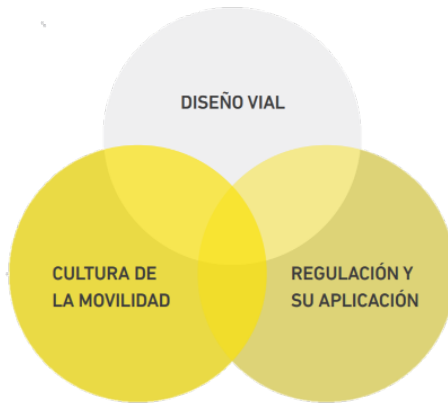 DISEÑO VIAL
CULTURA DE
LA MOVILIDAD
REGULACIÓN Y
SU APLICACIÓN